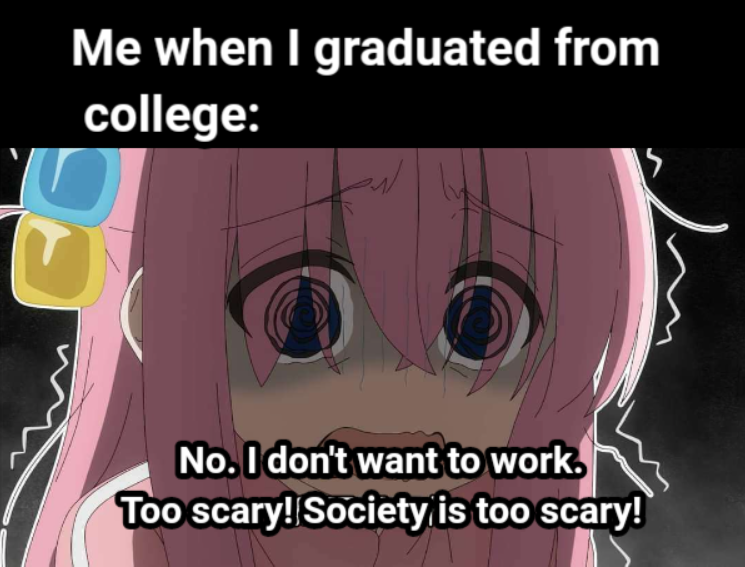 Me when I graduated from
college:
No. I don't want to work.
Too scary! Society is too scary!